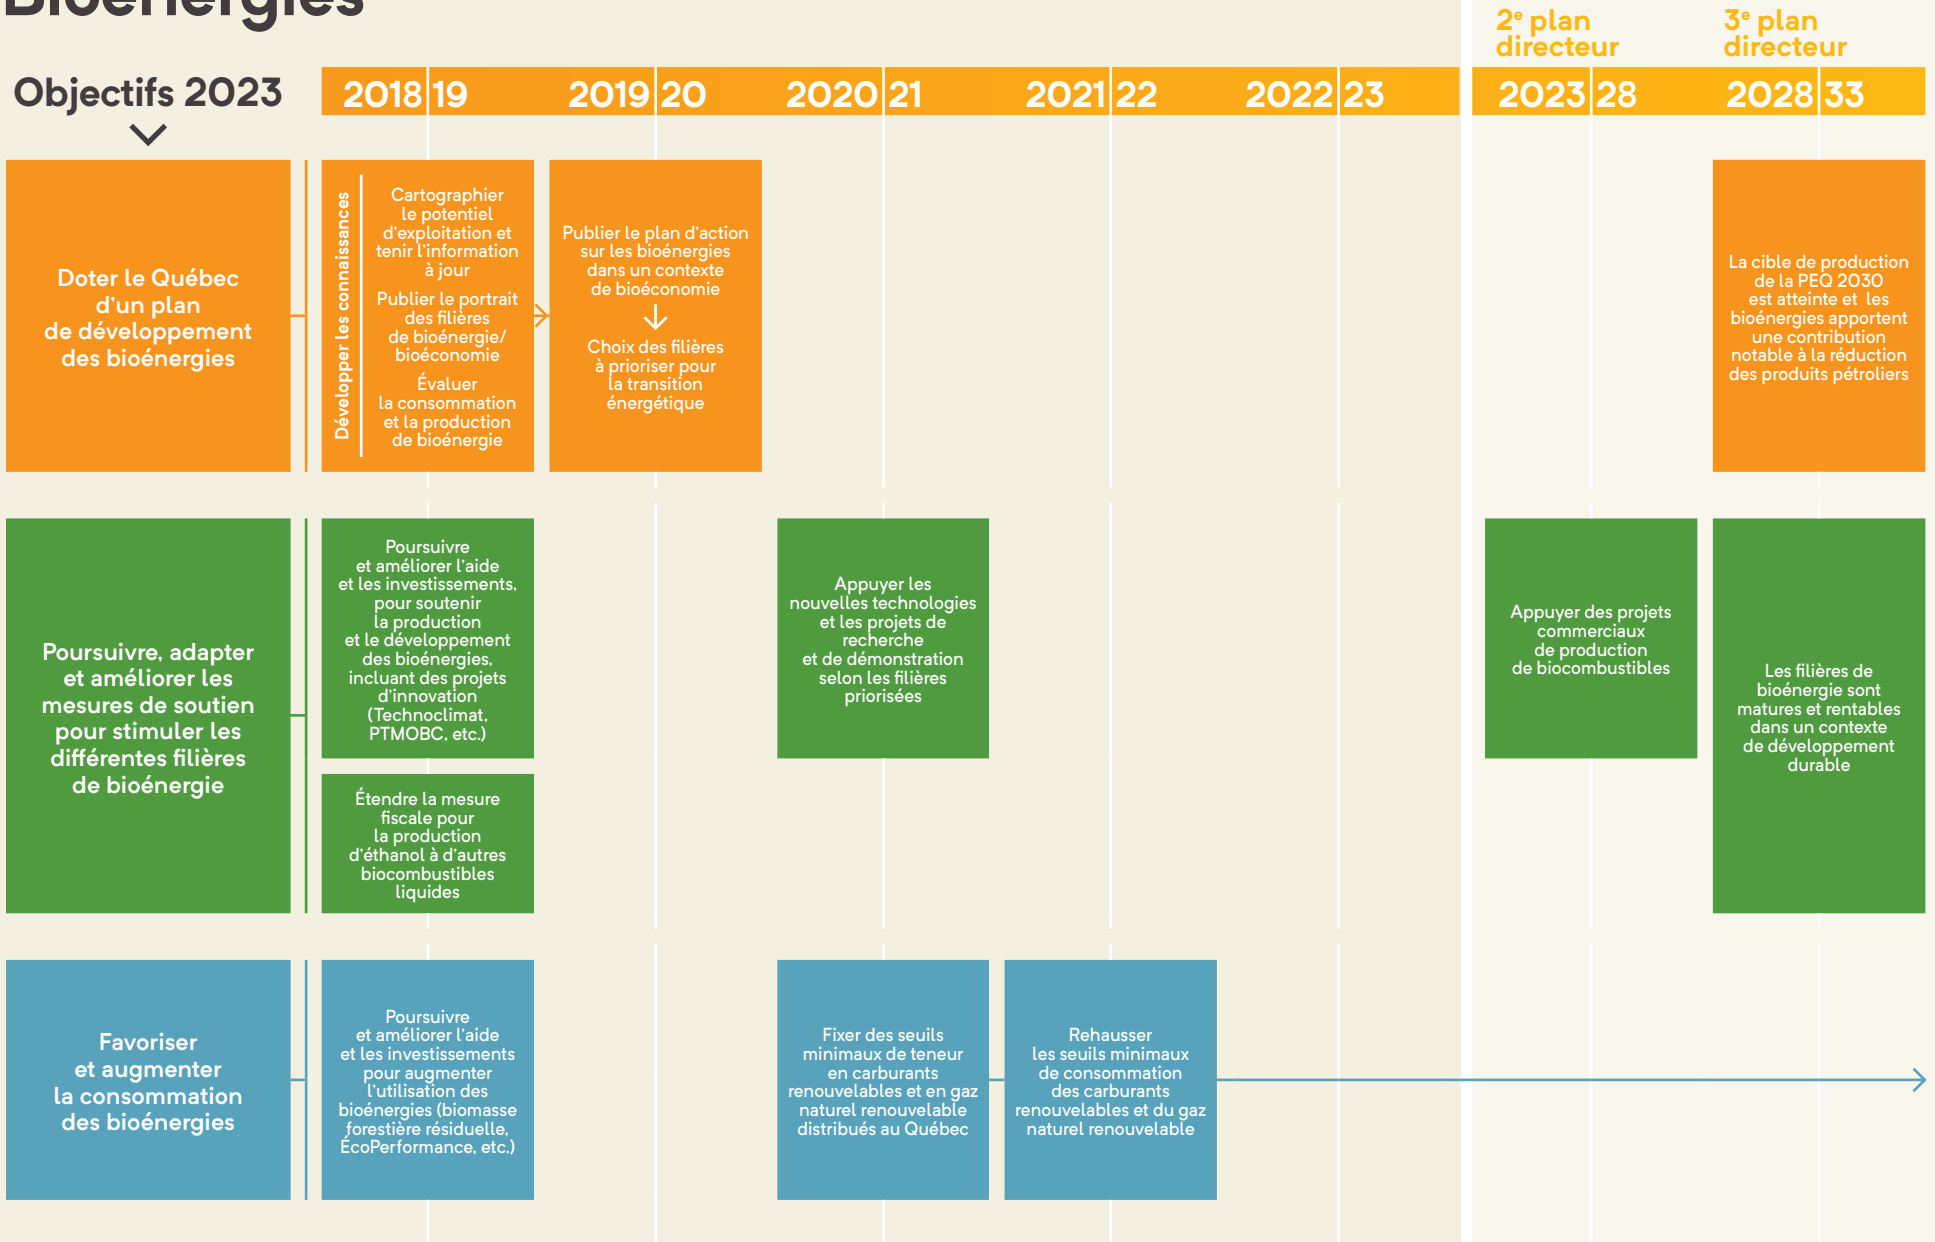 Bioénergies
2e plan
directeur
3e plan
directeur
Objectifs 2023
2018 19
2019 20
2020 21
2021 22
2022 23
2023 28
2028 33
Doter le Québec
d'un plan
de développement
des bioénergies
Développer les connaissances
Cartographier
le potentiel
d'exploitation et
tenir l'information
à jour
Publier le portrait
des filières
de bioénergie/
bioéconomie
Évaluer
la consommation
et la production
de bioénergie
Publier le plan d'action
sur les bioénergies
dans un contexte
de bioéconomie
Choix des filières
à prioriser pour
la transition
énergétique
La cible de production
de la PEQ 2030
est atteinte et les
bioénergies apportent
une contribution
notable à la réduction
des produits pétroliers
Poursuivre, adapter
et améliorer les
mesures de soutien
pour stimuler les
différentes filières
de bioénergie
Poursuivre
et améliorer l'aide
et les investissements,
pour soutenir
la production
et le développement
des bioénergies,
incluant des projets
d'innovation
(Technoclimat,
PTMOBC, etc.)
Étendre la mesure
fiscale pour
la production
d'éthanol à d'autres
biocombustibles
liquides
Appuyer les
nouvelles technologies
et les projets de
recherche
et de démonstration
selon les filières
priorisées
Appuyer des projets
commerciaux
de production
de biocombustibles
Les filières de
bioénergie sont
matures et rentables
dans un contexte
de développement
durable
Favoriser
et augmenter
la consommation
des bioénergies
Poursuivre
et améliorer l'aide
et les investissements
pour augmenter
l'utilisation des
bioénergies (biomasse
forestière résiduelle,
ÉcoPerformance, etc.)
Fixer des seuils
minimaux de teneur
en carburants
renouvelables et en gaz
naturel renouvelable
distribués au Québec
Rehausser
les seuils minimaux
de consommation
des carburants
renouvelables et du gaz
naturel renouvelable